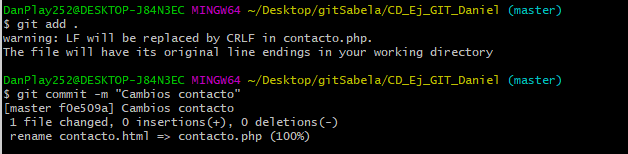 DanPlay252@DESKTOP-J84N3EC MINGW64 ~/Desktop/gitSabela/CD_Ej_GIT_Daniel (master)
$ git add .
warning: LF will be replaced by CRLF in contacto.php.
The file will have its original line endings in your working directory

DanPlay252@DESKTOP-J84N3EC MINGW64 ~/Desktop/gitSabela/CD_Ej_GIT_Daniel (master)
$ git commit -m "Cambios contacto"
[master f0e509a] Cambios contacto
 1 file changed, 0 insertions(+), 0 deletions(-)
 rename contacto.html => contacto.php (100%)